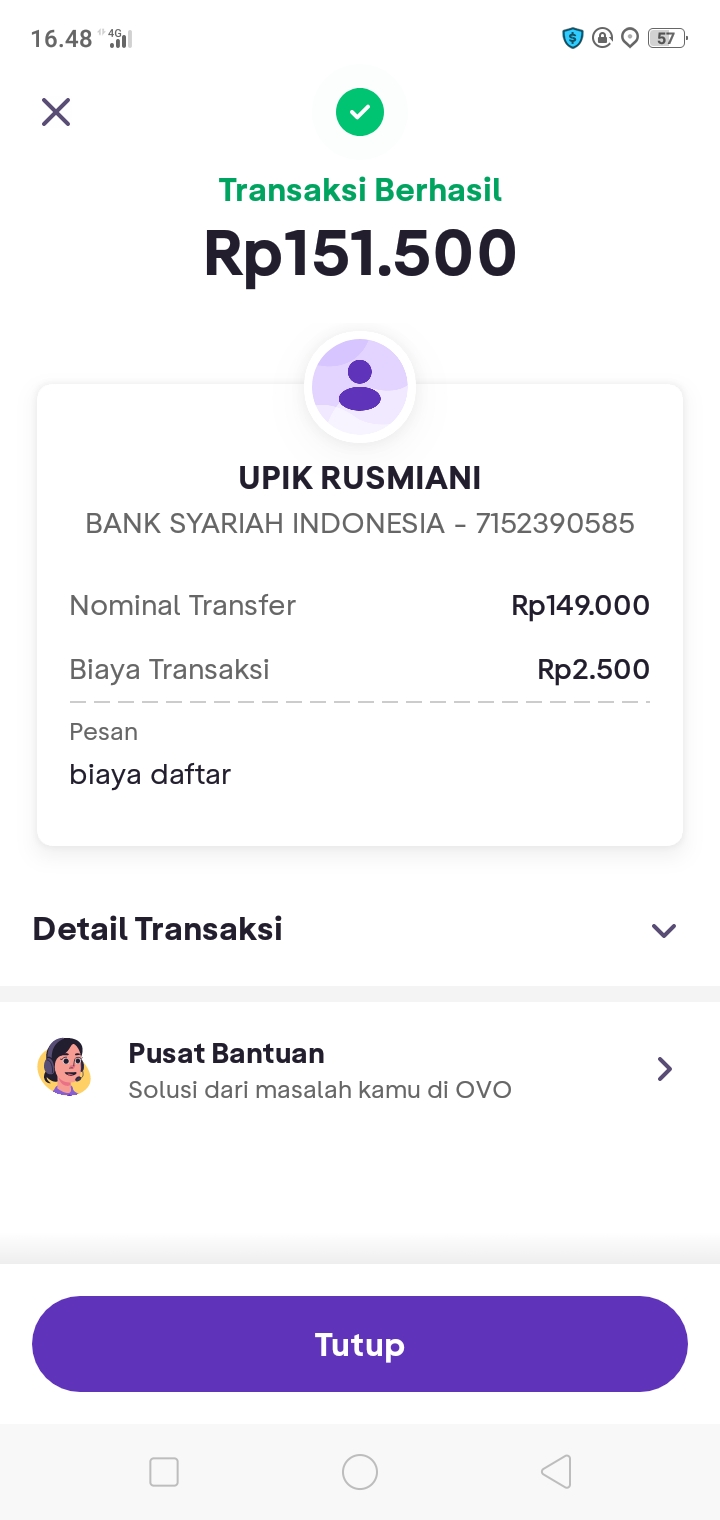 16.48 4G 57
Transaksi Berhasil
Rp151.500
UPIK RUSMIANI
BANK SYARIAH INDONESIA - 7152390585
Nominal Transfer Rp149.000
Biaya Transaksi Rp2.500
Pesan
biaya daftar
Detail Transaksi
Pusat Bantuan
Solusi dari masalah kamu di OVO
Tutup